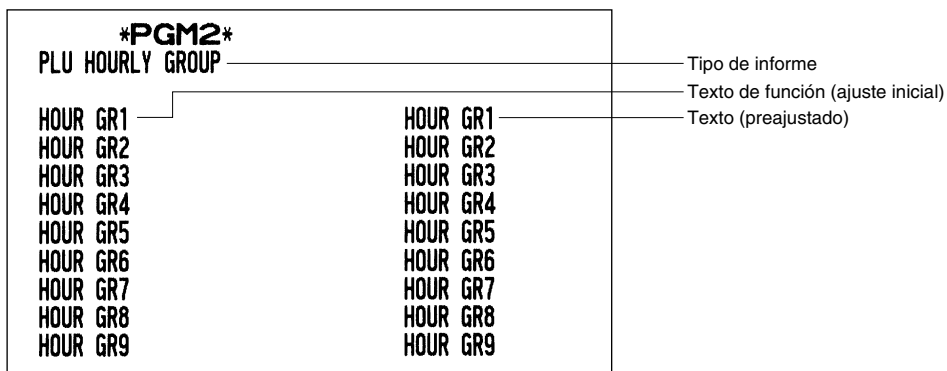 *PGM2*
PLU HOURLY GROUP
Tipo de informe
Texto de función (ajuste inicial)
HOUR GR1 HOUR GR1
Texto (preajustado)
HOUR GR2 HOUR GR2
HOUR GR3 HOUR GR3
HOUR GR4 HOUR GR4
HOUR GR5 HOUR GR5
HOUR GR6 HOUR GR6
HOUR GR7 HOUR GR7
HOUR GR8 HOUR GR8
HOUR GR9 HOUR GR9